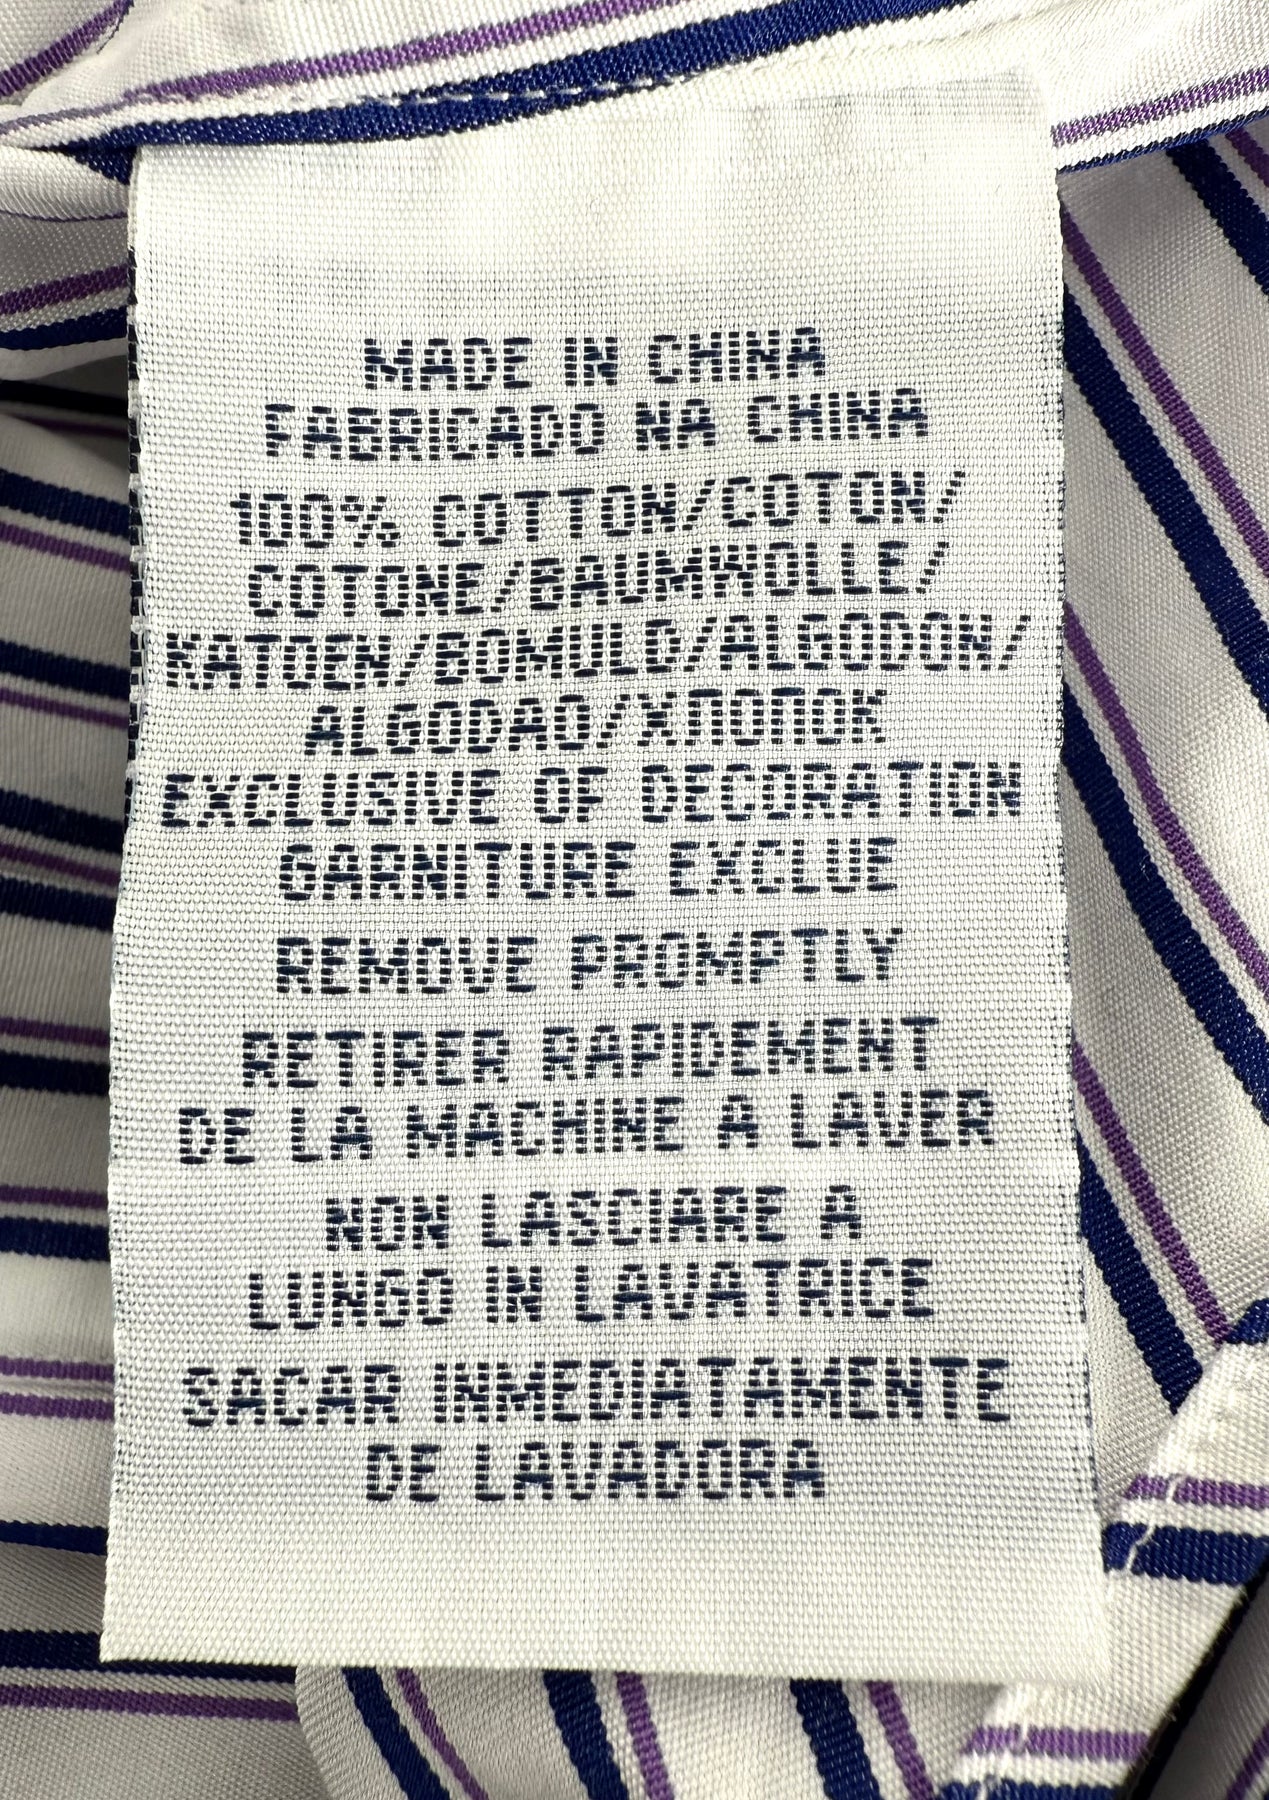 MADE IN CHINA
FABRICADO NA CHINA
100% COTTON/COTON/
COTONE/BAUMWOLLE/
KATOEN/BOMULD/ALGODON/
ALGODAO/ХЛОПОК
EXCLUSIVE OF DECORATION
GARNITURE EXCLUE
REMOVE PROMPTLY
RETIRER RAPIDEMENT
DE LA MACHINE A LAVER
NON LASCIARE A
LUNGO IN LAVATRICE
SACAR INMEDIATAMENTE
DE LAVADORA